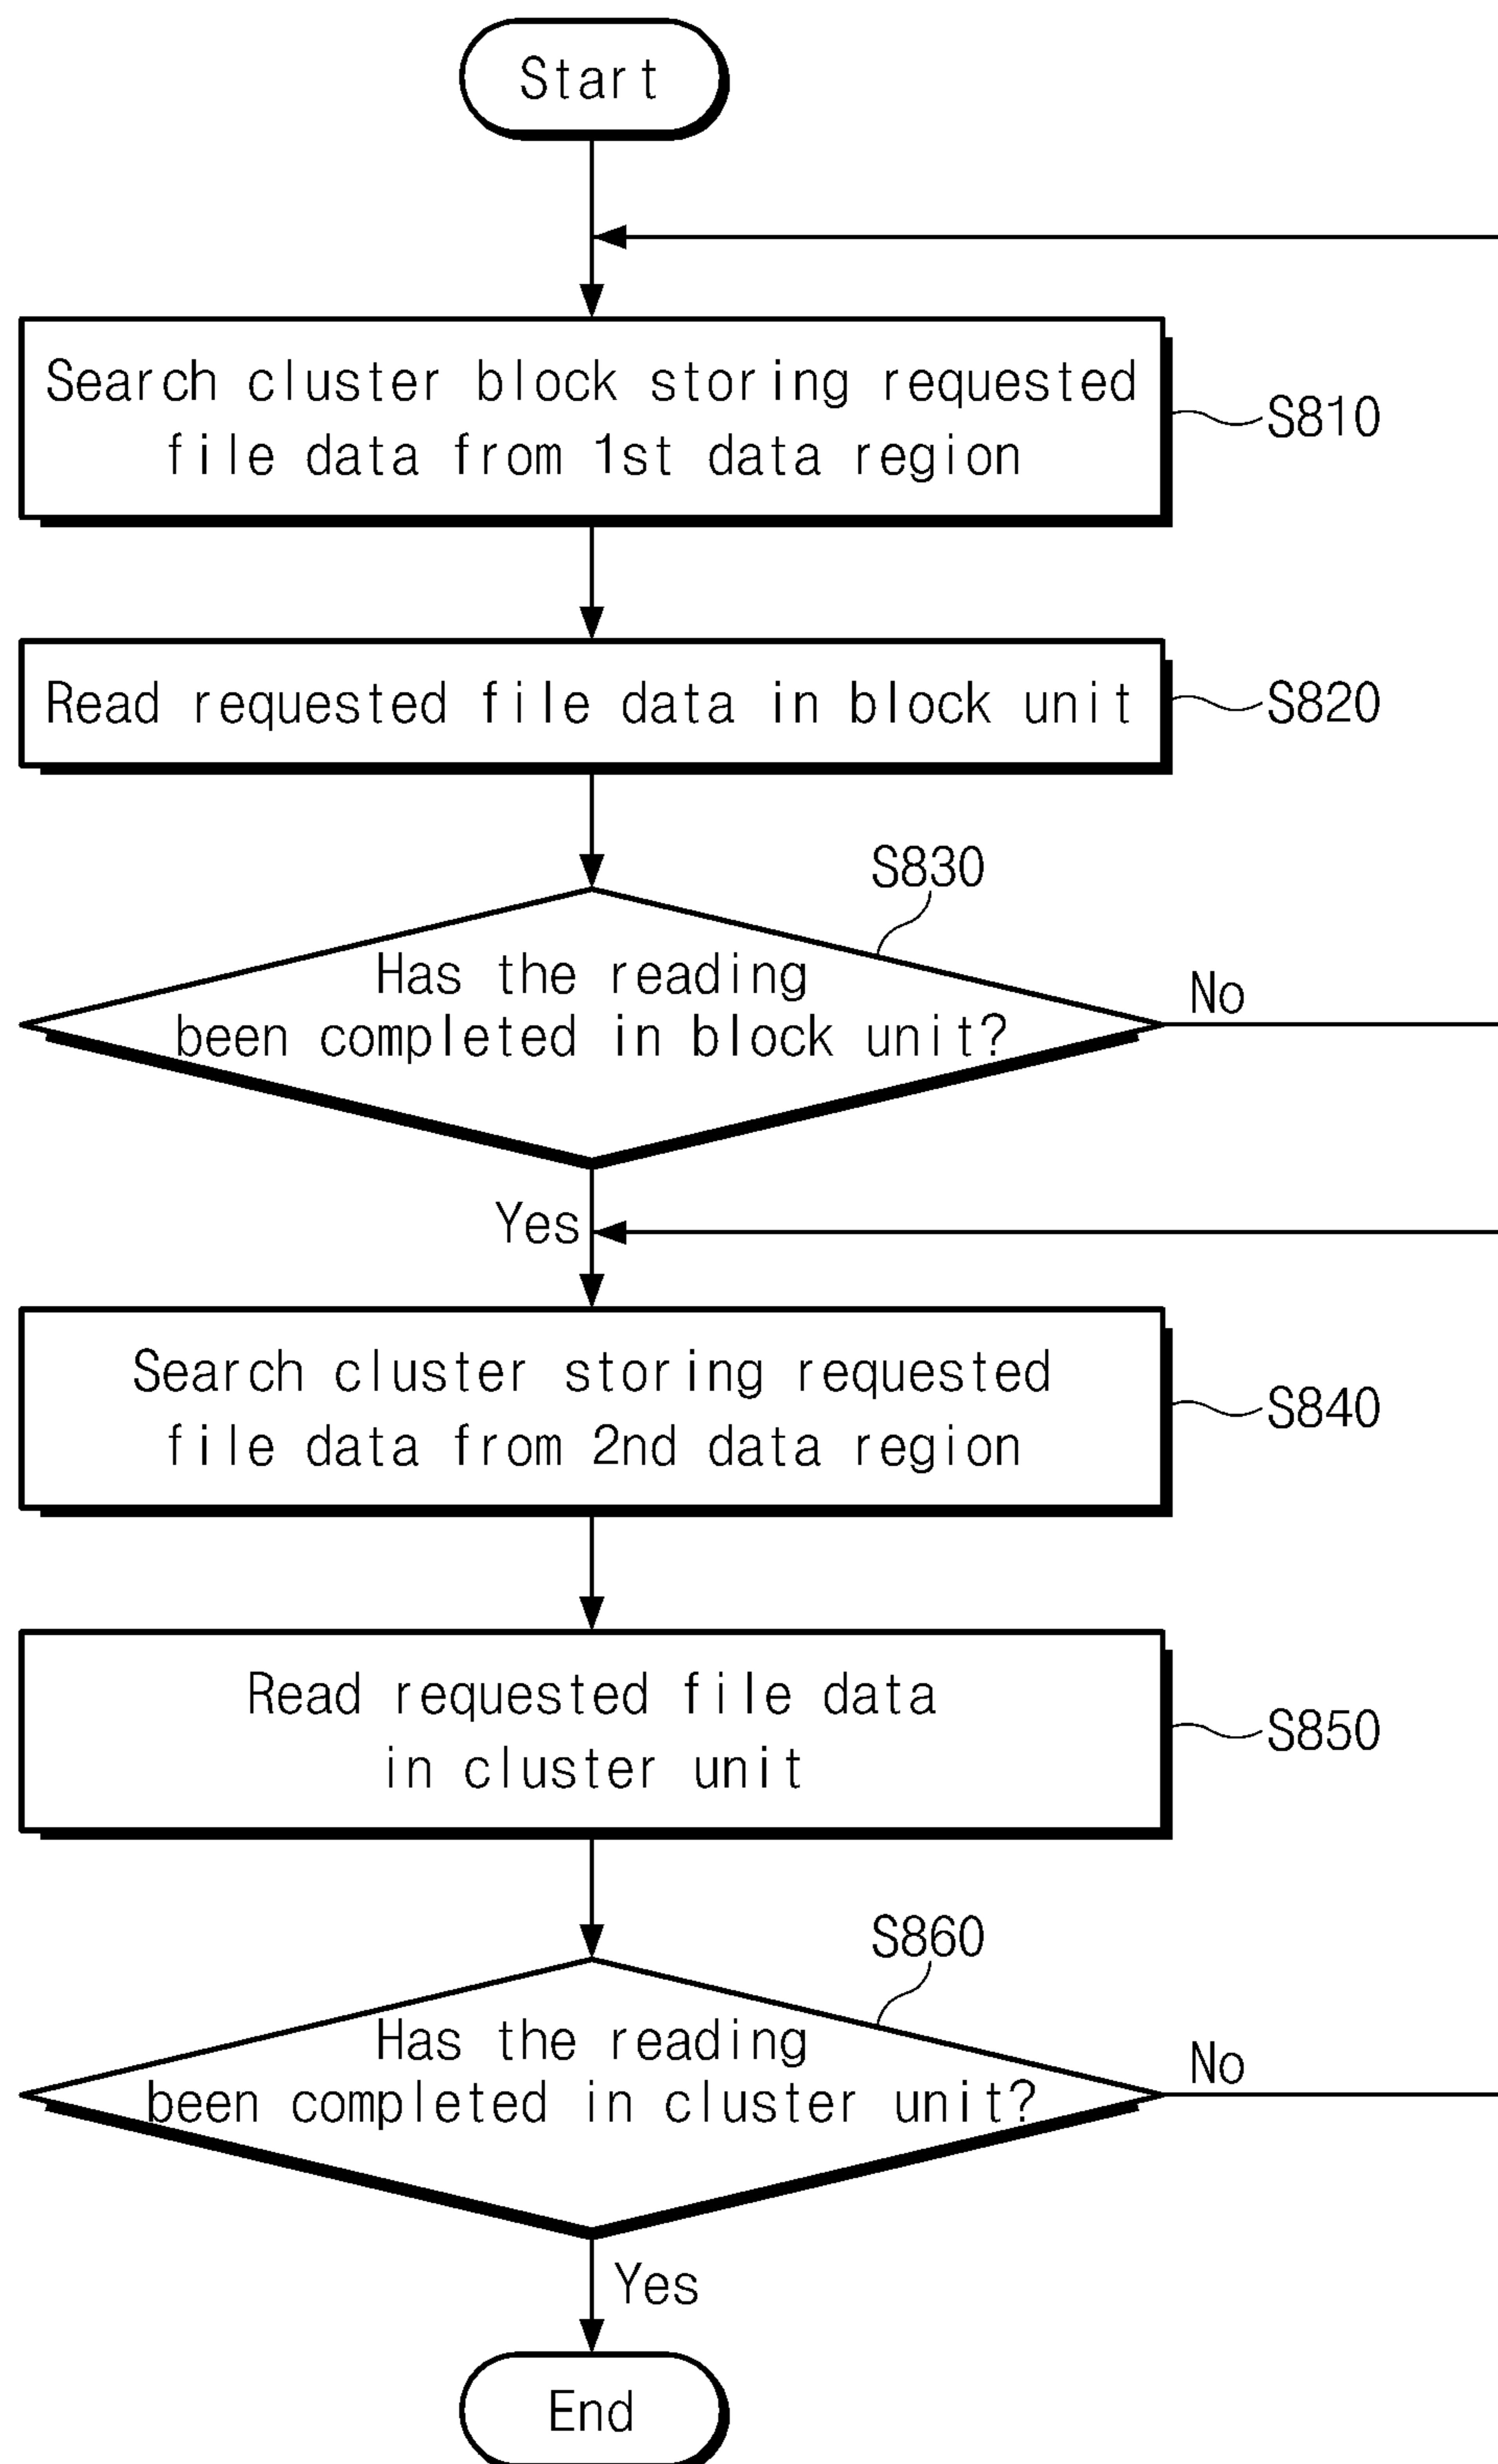 Start
Search cluster block storing requested
file data from 1st data region
S810
Read requested file data in block unit
S820
S830
Has the reading
been completed in block unit?
No
Yes
Search cluster storing requested
file data from 2nd data region
S840
Read requested file data
in cluster unit
S850
S860
Has the reading
been completed in cluster unit?
No
Yes
End